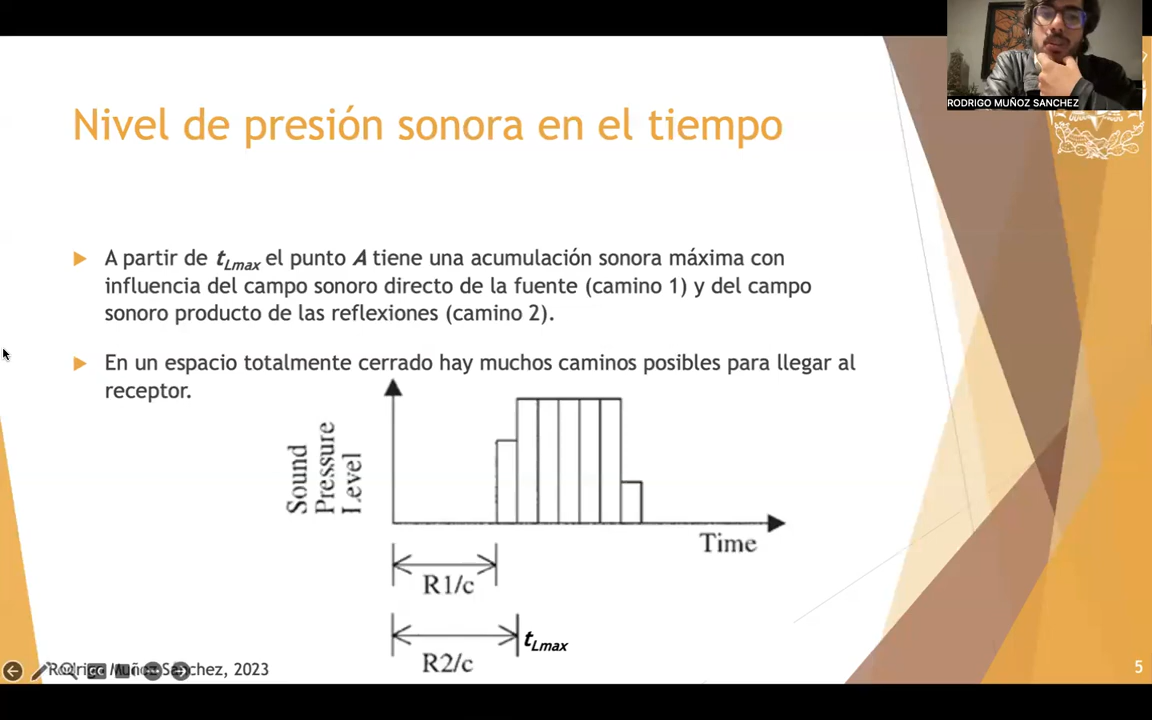 RODRIGO MUÑOZ SANCHEZ
Nivel de presión sonora en el tiempo
A partir de tLmax el punto A tiene una acumulación sonora máxima con
influencia del campo sonoro directo de la fuente (camino 1) y del campo
sonoro producto de las reflexiones (camino 2).
En un espacio totalmente cerrado hay muchos caminos posibles para llegar al
receptor.
Sound
Pressure
Level
Time
R1/c
tLmax
R2/c
Rodrigo Muñoz Sánchez, 2023
5